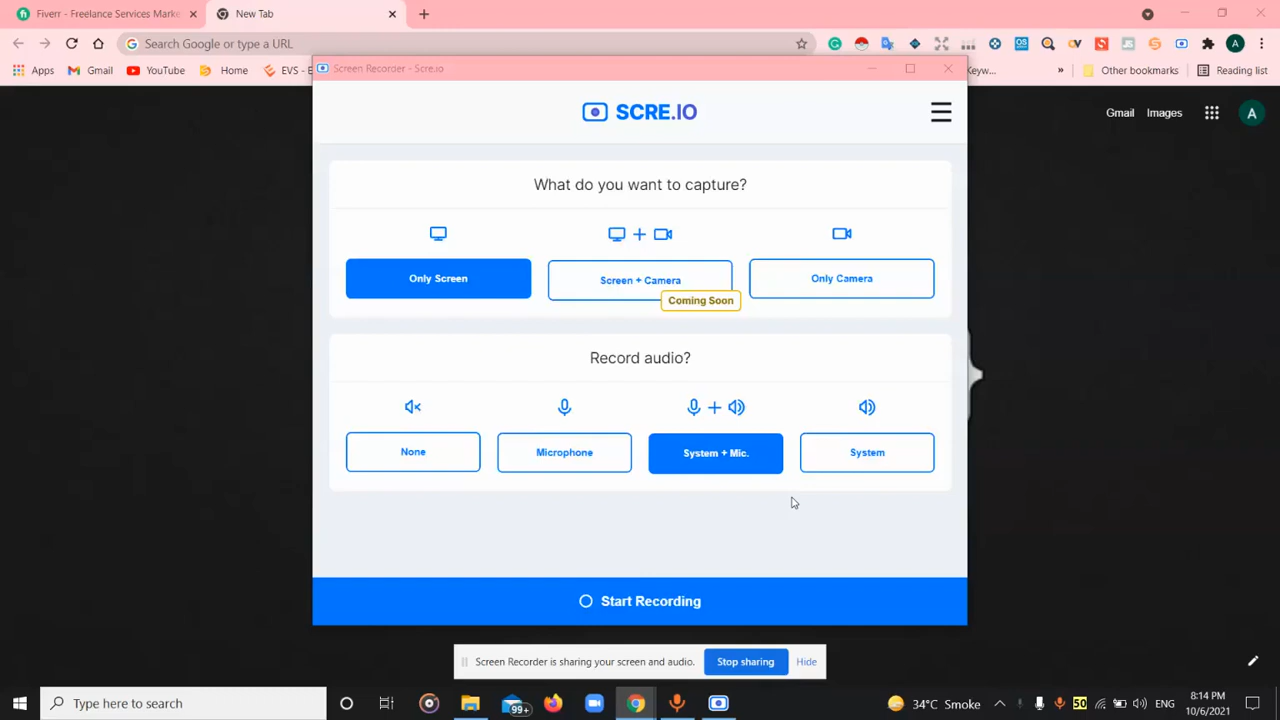 Fiverr - Freelance Services Mark
New Tab
Search Google or type a URL
Apps
Gmail
YouTube
Home
EVS - E
Keyw...
»
Other bookmarks
Reading list
Screen Recorder - Scre.io
SCRE.IO
Gmail
Images
A
What do you want to capture?
Only Screen
Screen + Camera
Only Camera
Coming Soon
Record audio?
None
Microphone
System + Mic.
System
Start Recording
Screen Recorder is sharing your screen and audio.
Stop sharing
Hide
Type here to search
99+
34°C Smoke
50
8:14 PM
10/6/2021